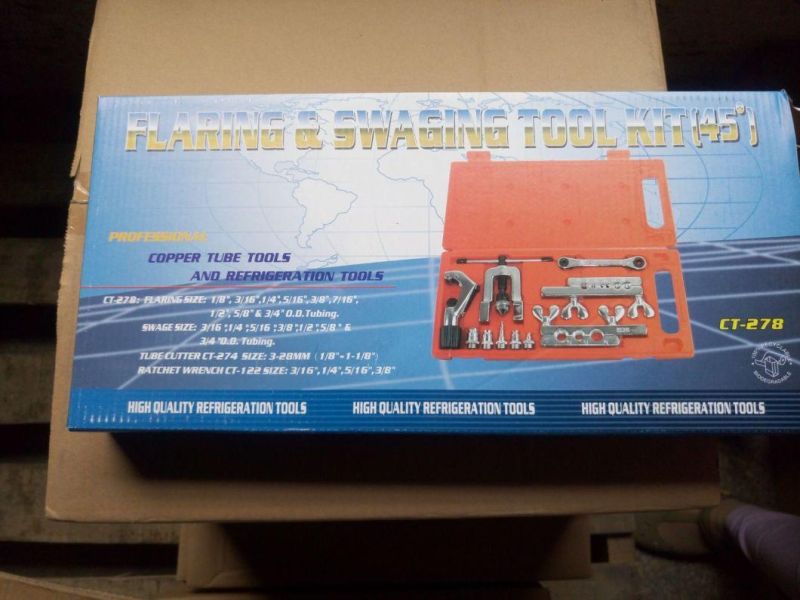 FLARING & SWAGING TOOL KIT(45°)
PROFESSIONAL
COPPER TUBE TOOLS
AND REFRIGERATION TOOLS
CT-278: FLARING SIZE: 1/8", 3/16",1/4",5/16",3/8",7/16",
1/2", 5/8" & 3/4" O.D.Tubing.
SWAGE SIZE: 3/16",1/4",5/16",3/8",1/2",5/8" &
3/4"O.D. Tubing.
TUBE CUTTER CT-274 SIZE: 3-28MM (1/8"-1-1/8")
RATCHET WRENCH CT-122 SIZE: 3/16",1/4",5/16",3/8"
CT-278
BIODEGRADABLE
HIGH QUALITY REFRIGERATION TOOLS HIGH QUALITY REFRIGERATION TOOLS HIGH QUALITY REFRIGERATION TOOLS